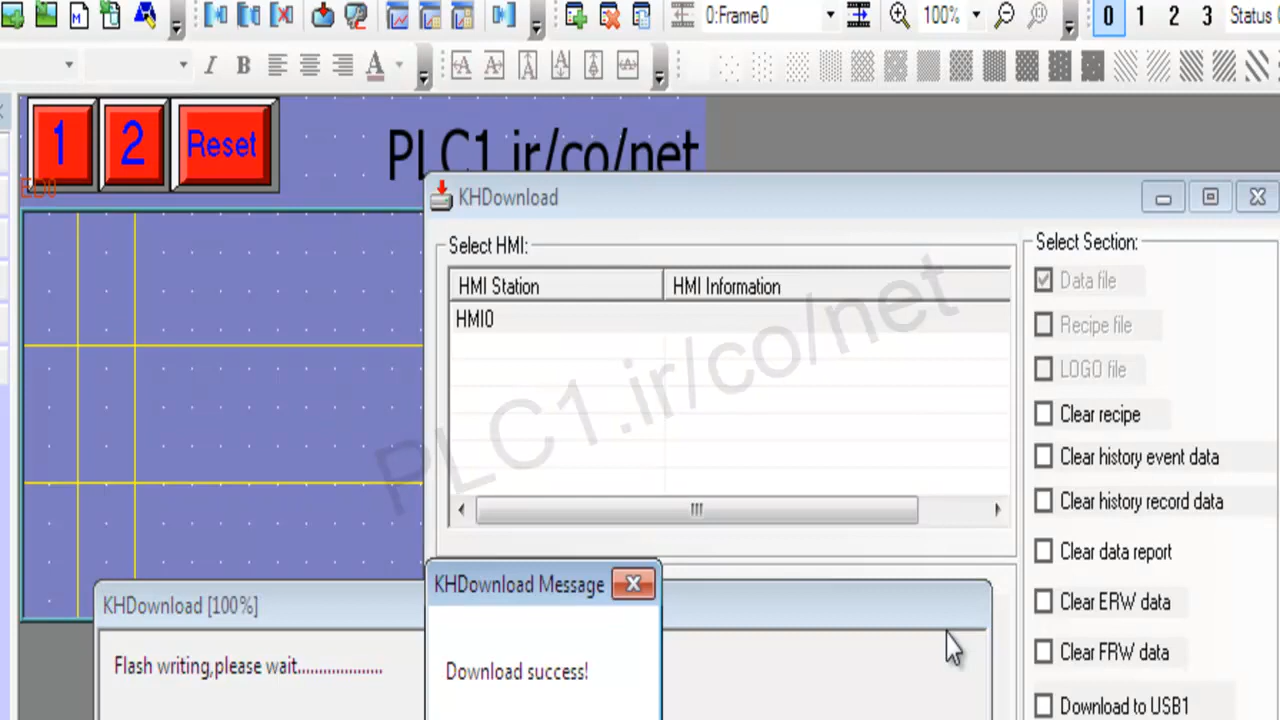 0:Frame0 100% 0 1 2 3 Status
I B A
1 2 Reset
PLC1.ir/co/net
KHDownload
Select HMI:
HMI Station HMI Information
HMI0
Select Section:
Data file
Recipe file
LOGO file
Clear recipe
Clear history event data
Clear history record data
Clear data report
Clear ERW data
Clear FRW data
Download to USB1
PLC1.ir/co/net
KHDownload [100%]
Flash writing,please wait....................
KHDownload Message
Download success!